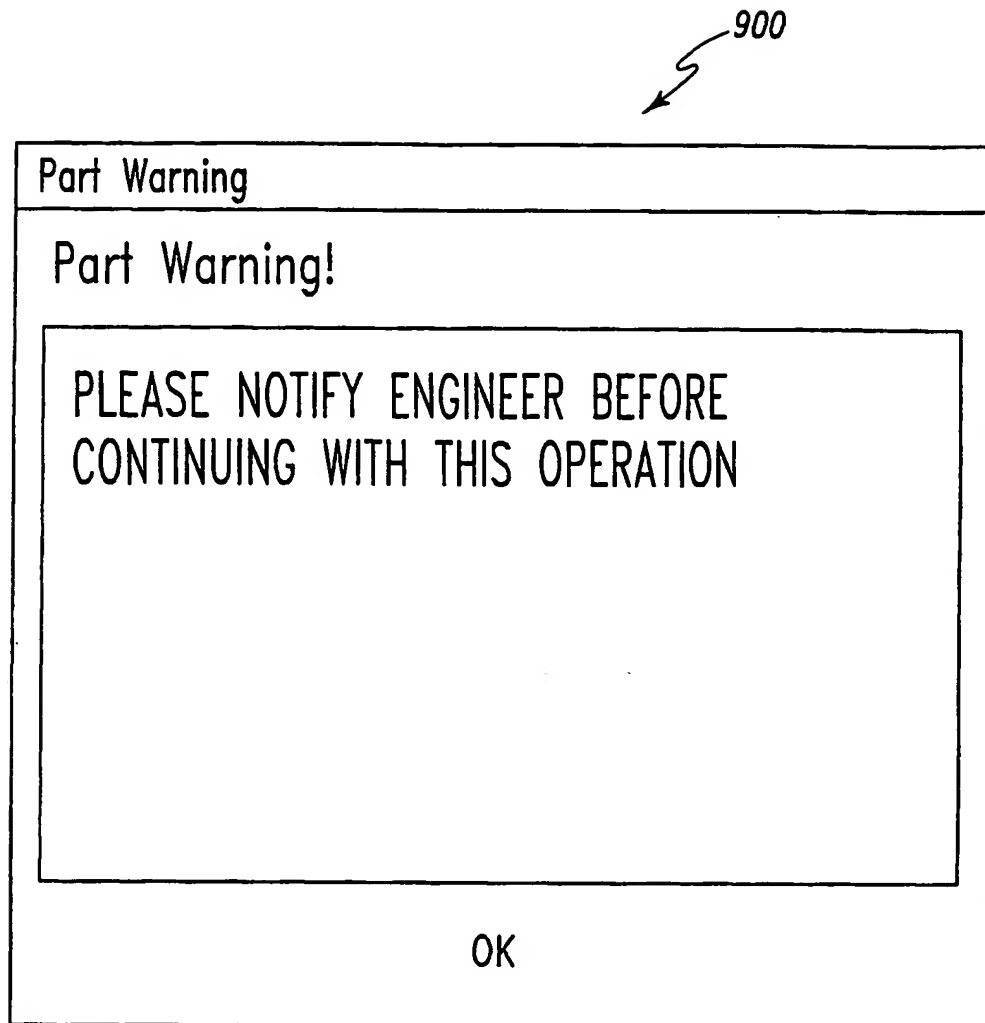 900
Part Warning
Part Warning!
PLEASE NOTIFY ENGINEER BEFORE
CONTINUING WITH THIS OPERATION
OK